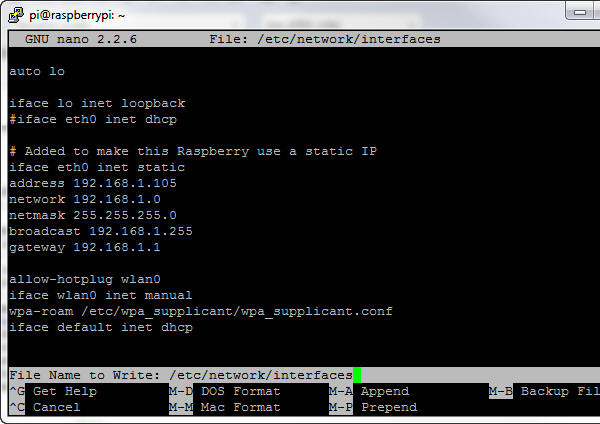 pi@raspberrypi: ~
GNU nano 2.2.6 File: /etc/network/interfaces
auto lo
iface lo inet loopback
#iface eth0 inet dhcp
# Added to make this Raspberry use a static IP
iface eth0 inet static
address 192.168.1.105
network 192.168.1.0
netmask 255.255.255.0
broadcast 192.168.1.255
gateway 192.168.1.1
allow-hotplug wlan0
iface wlan0 inet manual
wpa-roam /etc/wpa_supplicant/wpa_supplicant.conf
iface default inet dhcp
File Name to Write: /etc/network/interfaces
^G Get Help M-D DOS Format M-A Append M-B Backup Fil
^C Cancel M-M Mac Format M-P Prepend